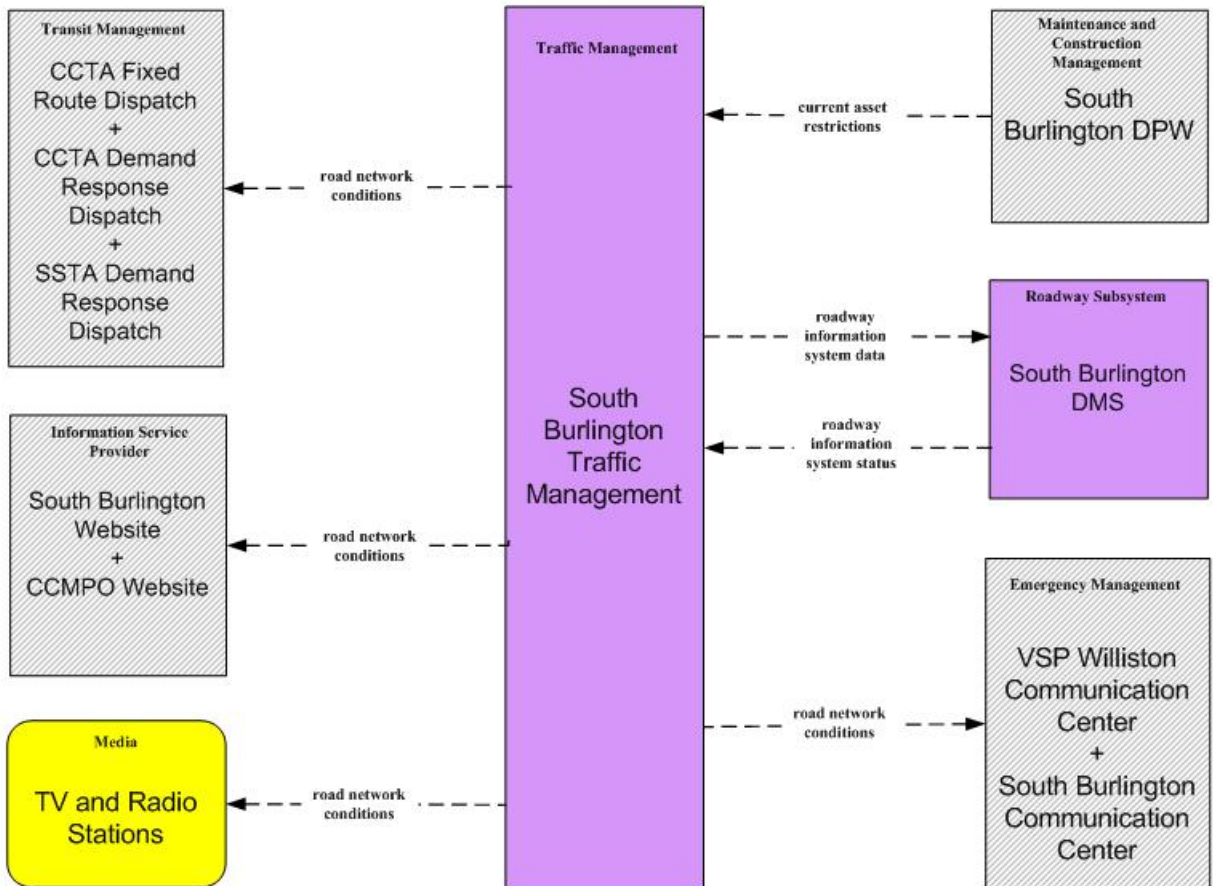 Transit Management
CCTA Fixed
Route Dispatch
+
CCTA Demand
Response
Dispatch
+
SSTA Demand
Response
Dispatch
road network
conditions
Information Service
Provider
South Burlington
Website
+
CCMPO Website
road network
conditions
Media
TV and Radio
Stations
road network
conditions
Traffic Management
South
Burlington
Traffic
Management
Maintenance and
Construction
Management
South
Burlington DPW
current asset
restrictions
Roadway Subsystem
South Burlington
DMS
roadway
information
system data
roadway
information
system status
Emergency Management
VSP Williston
Communication
Center
+
South Burlington
Communication
Center
road network
conditions